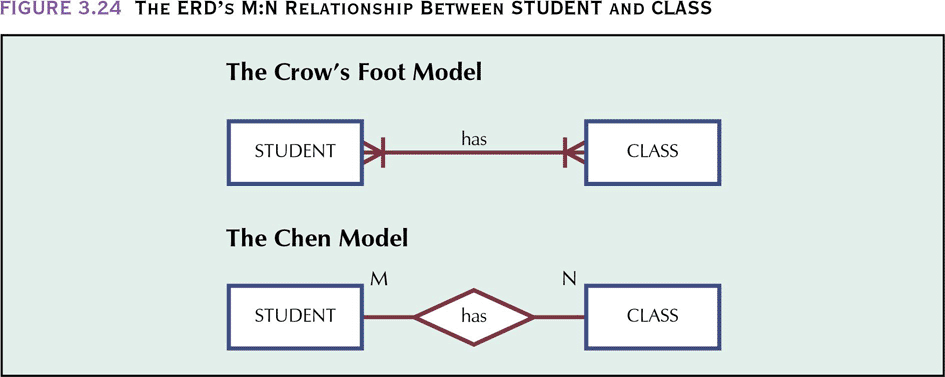 FIGURE 3.24 THE ERD'S M:N RELATIONSHIP BETWEEN STUDENT AND CLASS
The Crow's Foot Model
STUDENT has CLASS
The Chen Model
M N
STUDENT has CLASS